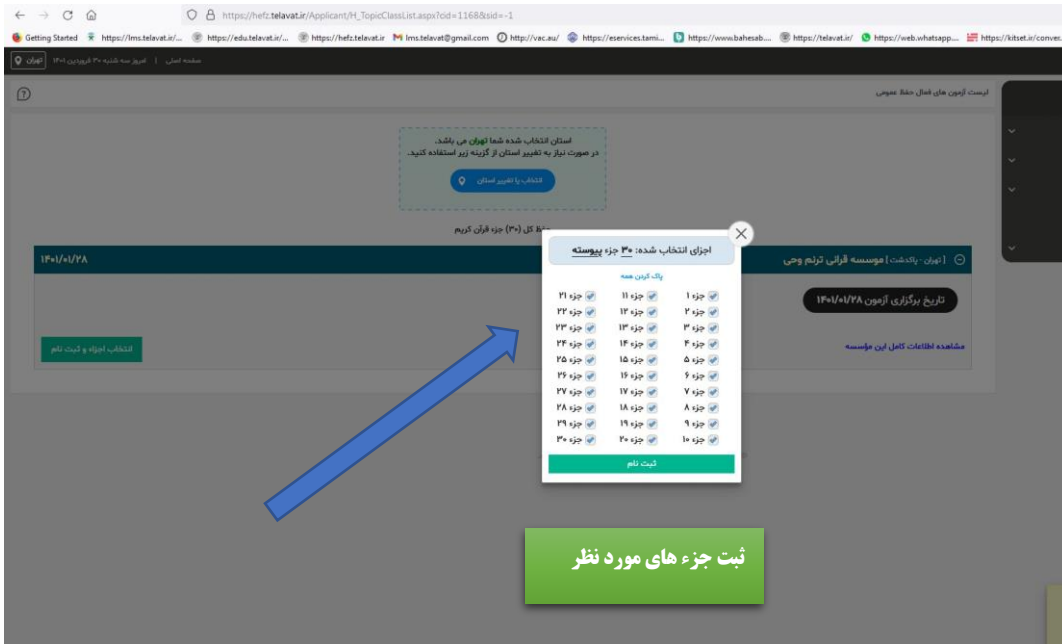 https://hefz.telavat.ir/Applicant/H_TopicClassList.aspx?cid=1168&sid=-1
Getting Started https://lms.telavat.ir/... https://edu.telavat.ir/... https://hefz.telavat.ir lms.telavat@gmail.com http://vac.au/ https://eservices.tami... https://www.bahesab.... https://telavat.ir/ https://web.whatsapp.... https://kitset.ir/conver.
صفحه اصلی | امروز سه شنبه ۳۰ فروردین ۱۴۰۱ تهران
لیست آزمون های فعال حفظ عمومی
استان انتخاب شده شما تهران می باشد.
در صورت نیاز به تغییر استان از گزینه زیر استفاده کنید.
انتخاب یا تغییر استان
حفظ کل (۳۰) جزء قرآن کریم
[ تهران - پاکدشت ] موسسه قرآنی ترنم وحی ۱۴۰۱/۰۱/۲۸
تاریخ برگزاری آزمون ۱۴۰۱/۰۱/۲۸
مشاهده اطلاعات کامل این مؤسسه
انتخاب اجزاء و ثبت نام
اجزای انتخاب شده: ۳۰ جزء پیوسته
پاک کردن همه
جزء ۱ جزء ۱۱ جزء ۲۱
جزء ۲ جزء ۱۲ جزء ۲۲
جزء ۳ جزء ۱۳ جزء ۲۳
جزء ۴ جزء ۱۴ جزء ۲۴
جزء ۵ جزء ۱۵ جزء ۲۵
جزء ۶ جزء ۱۶ جزء ۲۶
جزء ۷ جزء ۱۷ جزء ۲۷
جزء ۸ جزء ۱۸ جزء ۲۸
جزء ۹ جزء ۱۹ جزء ۲۹
جزء ۱۰ جزء ۲۰ جزء ۳۰
ثبت نام
ثبت جزء های مورد نظر